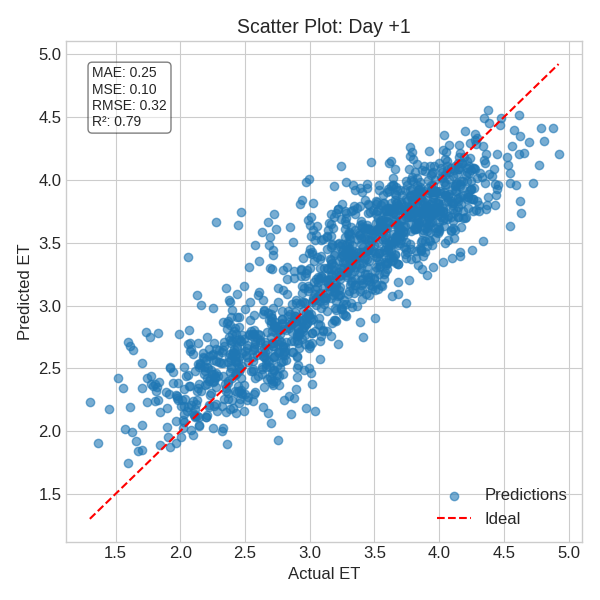 Scatter Plot: Day +1
MAE: 0.25
MSE: 0.10
RMSE: 0.32
R²: 0.79
5.0
4.5
4.0
3.5
3.0
2.5
2.0
1.5
Predicted ET
Predictions
Ideal
1.5 2.0 2.5 3.0 3.5 4.0 4.5 5.0
Actual ET